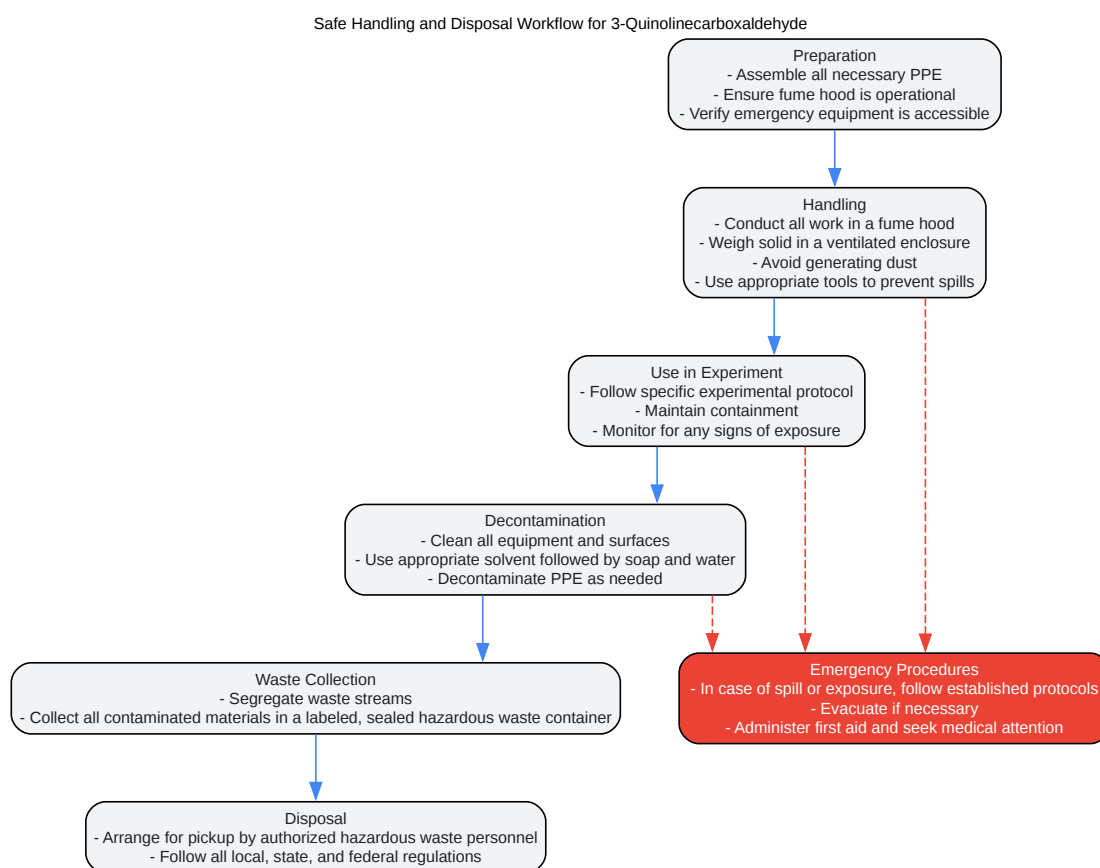 Safe Handling and Disposal Workflow for 3-Quinolinecarboxaldehyde
Preparation
- Assemble all necessary PPE
- Ensure fume hood is operational
- Verify emergency equipment is accessible
Handling
- Conduct all work in a fume hood
- Weigh solid in a ventilated enclosure
- Avoid generating dust
- Use appropriate tools to prevent spills
Use in Experiment
- Follow specific experimental protocol
- Maintain containment
- Monitor for any signs of exposure
Decontamination
- Clean all equipment and surfaces
- Use appropriate solvent followed by soap and water
- Decontaminate PPE as needed
Waste Collection
- Segregate waste streams
- Collect all contaminated materials in a labeled, sealed hazardous waste container
Emergency Procedures
- In case of spill or exposure, follow established protocols
- Evacuate if necessary
- Administer first aid and seek medical attention
Disposal
- Arrange for pickup by authorized hazardous waste personnel
- Follow all local, state, and federal regulations